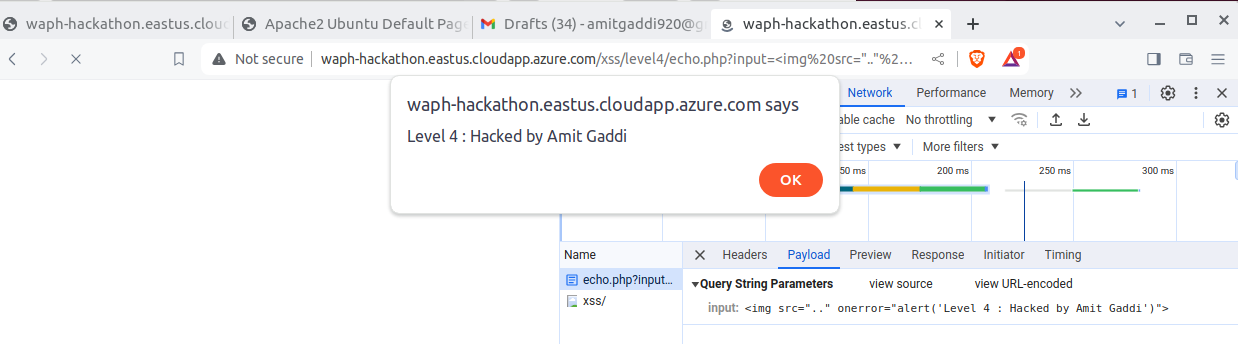 waph-hackathon.eastus.cloud
Apache2 Ubuntu Default Page
Drafts (34) - amitgaddi920@g
waph-hackathon.eastus.c
Not secure
waph-hackathon.eastus.cloudapp.azure.com/xss/level4/echo.php?input=<img%20src=".."%2...
1
waph-hackathon.eastus.cloudapp.azure.com says
Level 4 : Hacked by Amit Gaddi
OK
Network
Performance
Memory
1
able cache
No throttling
est types
More filters
50 ms
200 ms
250 ms
300 ms
Name
Headers
Payload
Preview
Response
Initiator
Timing
echo.php?input...
xss/
Query String Parameters
view source
view URL-encoded
input: <img src=".." onerror="alert('Level 4 : Hacked by Amit Gaddi')">